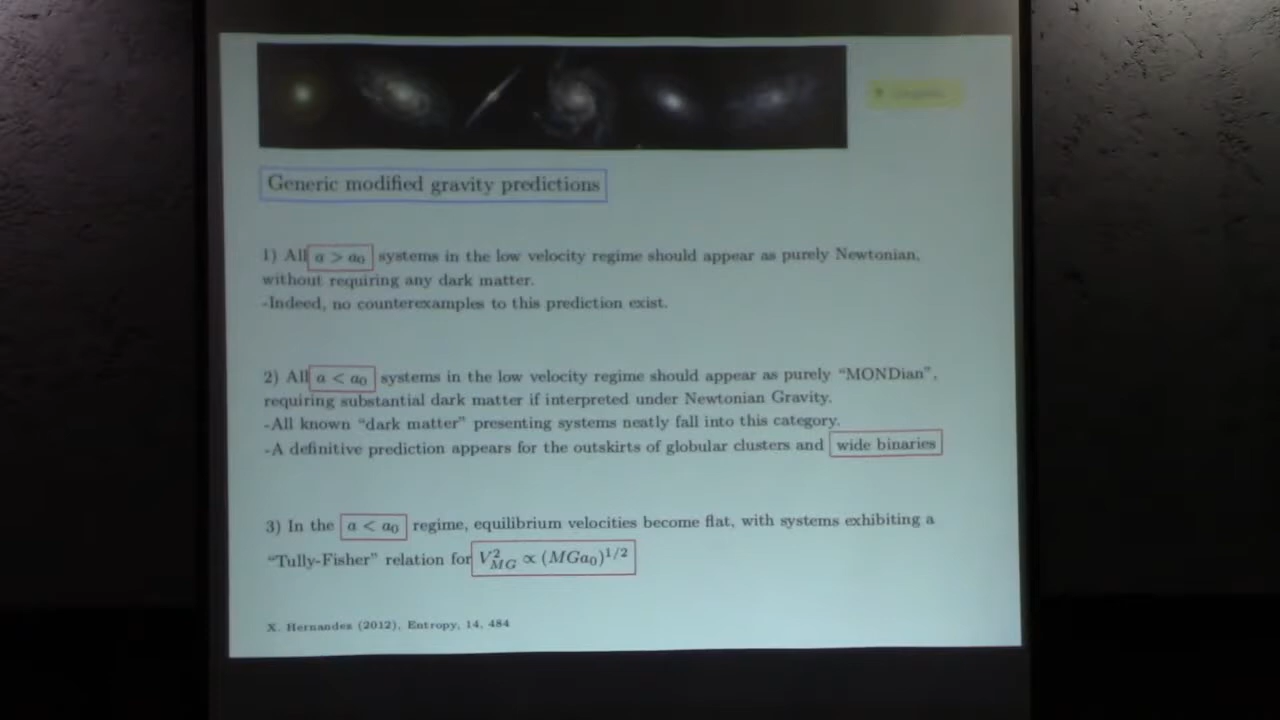 Generic modified gravity predictions
1) All a > a₀ systems in the low velocity regime should appear as purely Newtonian,
without requiring any dark matter.
-Indeed, no counterexamples to this prediction exist.
2) All a < a₀ systems in the low velocity regime should appear as purely “MONDian”,
requiring substantial dark matter if interpreted under Newtonian Gravity.
-All known “dark matter” presenting systems neatly fall into this category.
-A definitive prediction appears for the outskirts of globular clusters and wide binaries
3) In the a < a₀ regime, equilibrium velocities become flat, with systems exhibiting a
“Tully-Fisher” relation for V²_MG ∝ (MGa₀)^1/2
X. Hernandez (2012), Entropy, 14, 484